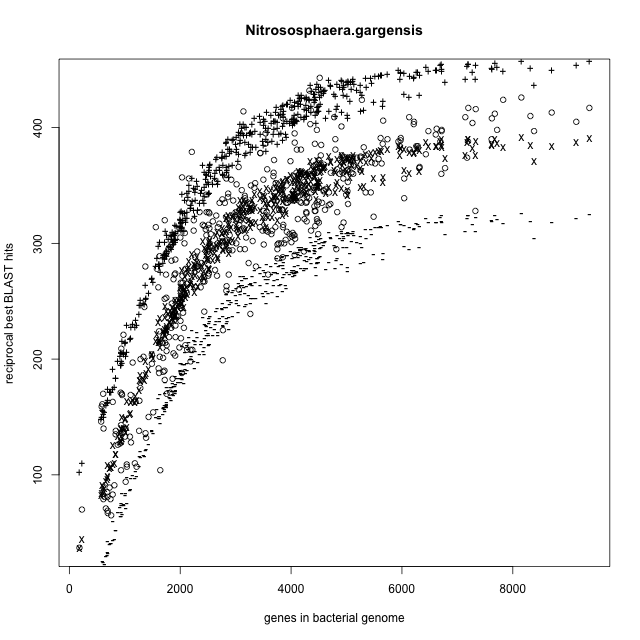 Nitrososphaera.gargensis
reciprocal best BLAST hits
400
300
200
100
0 2000 4000 6000 8000
genes in bacterial genome